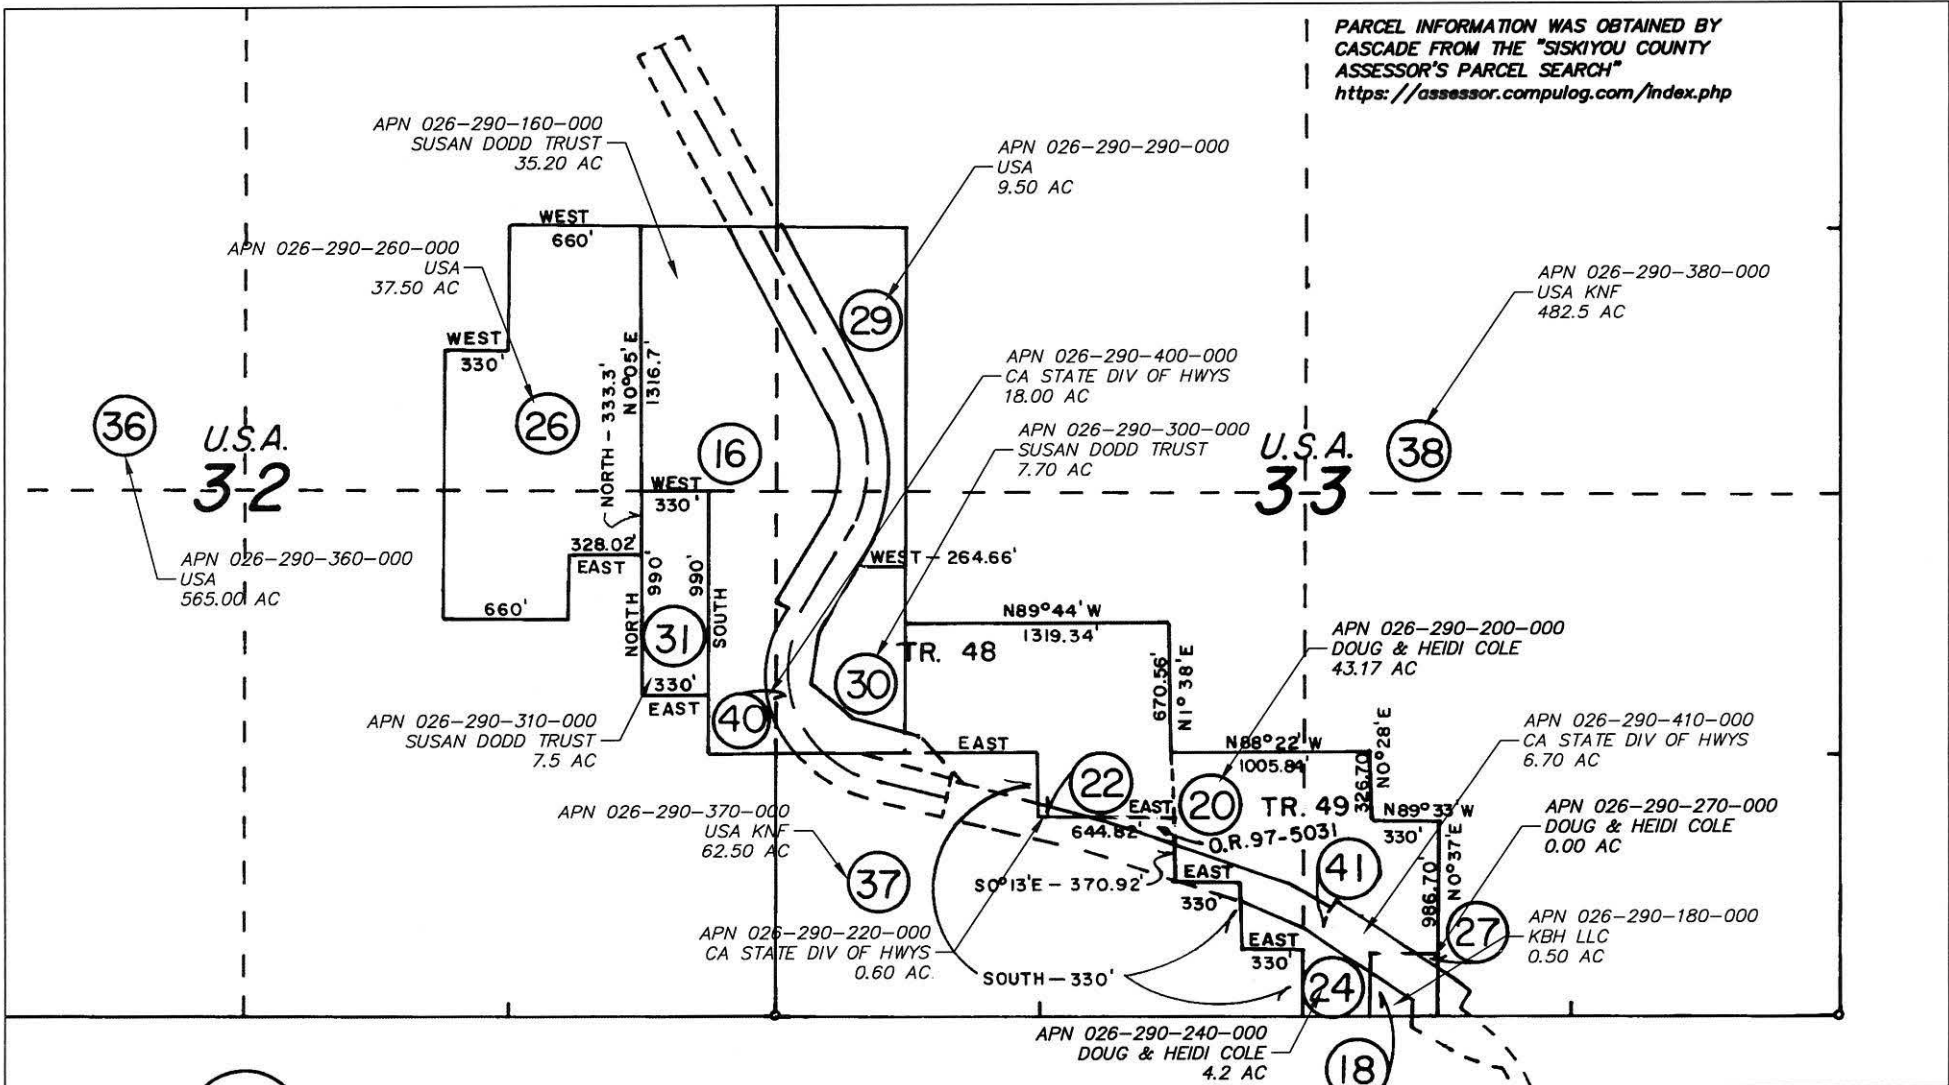 PARCEL INFORMATION WAS OBTAINED BY
CASCADE FROM THE "SISKIYOU COUNTY
ASSESSOR'S PARCEL SEARCH"
https://assessor.compulog.com/index.php
APN 026-290-160-000
SUSAN DODD TRUST
35.20 AC
APN 026-290-290-000
USA
9.50 AC
WEST
660'
APN 026-290-260-000
USA
37.50 AC
APN 026-290-380-000
USA KNF
482.5 AC
29
WEST
330'
NORTH - 333.3'
N0°05'E
1316.7'
APN 026-290-400-000
CA STATE DIV OF HWYS
18.00 AC
36
U.S.A.
32
26
16
APN 026-290-300-000
SUSAN DODD TRUST
7.70 AC
U.S.A.
33
38
WEST
330'
APN 026-290-360-000
USA
565.00 AC
328.02'
EAST
WEST - 264.66'
660'
NORTH
990'
990'
SOUTH
31
N89°44'W
1319.34'
TR. 48
30
APN 026-290-200-000
DOUG & HEIDI COLE
43.17 AC
330'
EAST
40
670.56'
N1°38'E
APN 026-290-310-000
SUSAN DODD TRUST
7.5 AC
EAST
N88°22'W
1005.84'
326.70'
N0°28'E
APN 026-290-410-000
CA STATE DIV OF HWYS
6.70 AC
22
EAST
644.82'
20
TR. 49
O.R.97-5031
N89°33'W
330'
APN 026-290-270-000
DOUG & HEIDI COLE
0.00 AC
APN 026-290-370-000
USA KNF
62.50 AC
37
S0°13'E - 370.92'
EAST
330'
41
986.70'
N0°37'E
27
APN 026-290-180-000
KBH LLC
0.50 AC
APN 026-290-220-000
CA STATE DIV OF HWYS
0.60 AC
EAST
330'
SOUTH - 330'
24
APN 026-290-240-000
DOUG & HEIDI COLE
4.2 AC
18